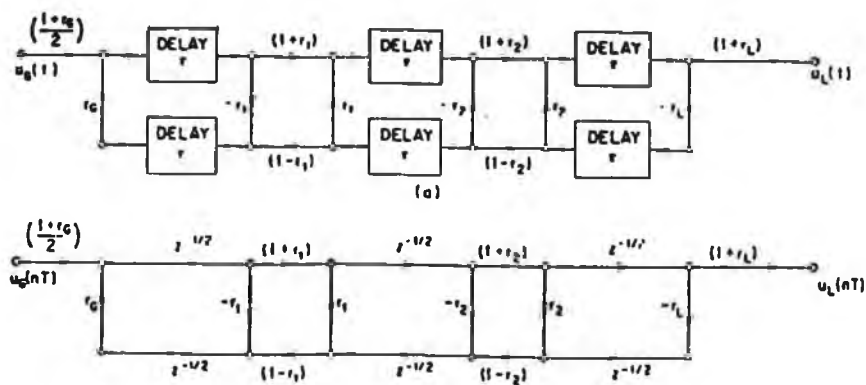 (1+r_G/2) (1+r_1) (1+r_2) (1+r_L)
DELAY τ DELAY τ DELAY τ
u_G(t) u_L(t)
r_G -r_1 r_1 -r_2 r_2 -r_L
DELAY τ DELAY τ DELAY τ
(1-r_1) (1-r_2)
(a)
(1+r_G/2) z^{-1/2} (1+r_1) z^{-1/2} (1+r_2) z^{-1/2} (1+r_L)
u_G(nT) u_L(nT)
r_G -r_1 r_1 -r_2 r_2 -r_L
z^{-1/2} (1-r_1) z^{-1/2} (1-r_2) z^{-1/2}